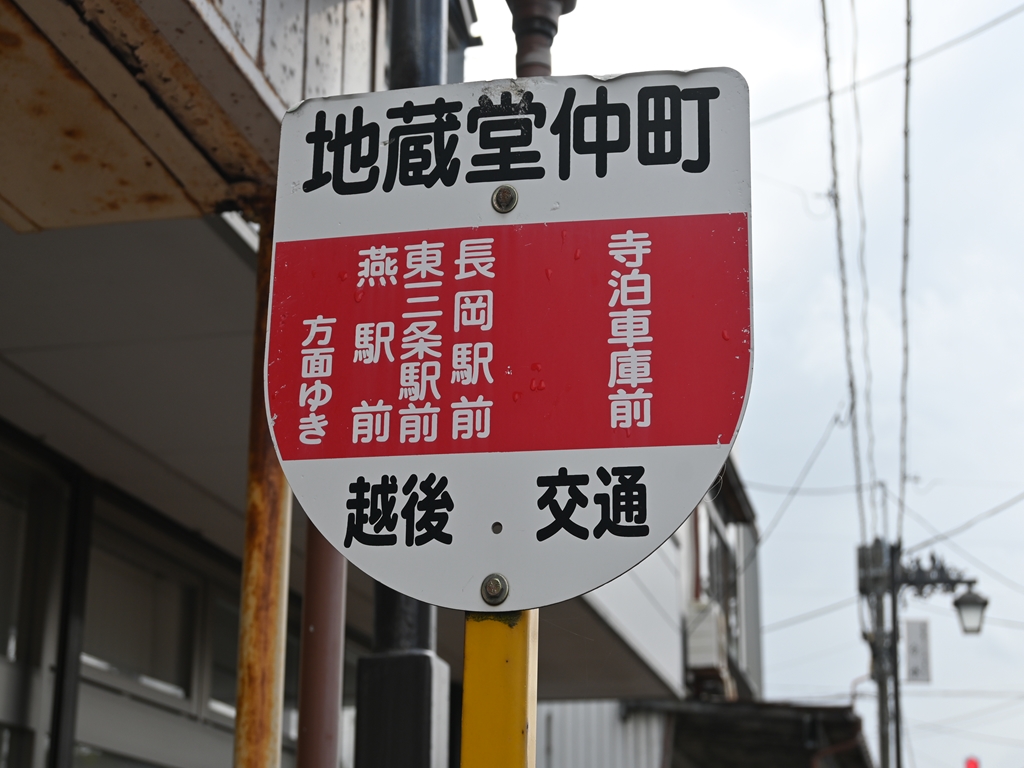 地蔵堂仲町
寺泊車庫前
長岡駅前
東三条駅前
燕駅前
方面ゆき
越後 交通